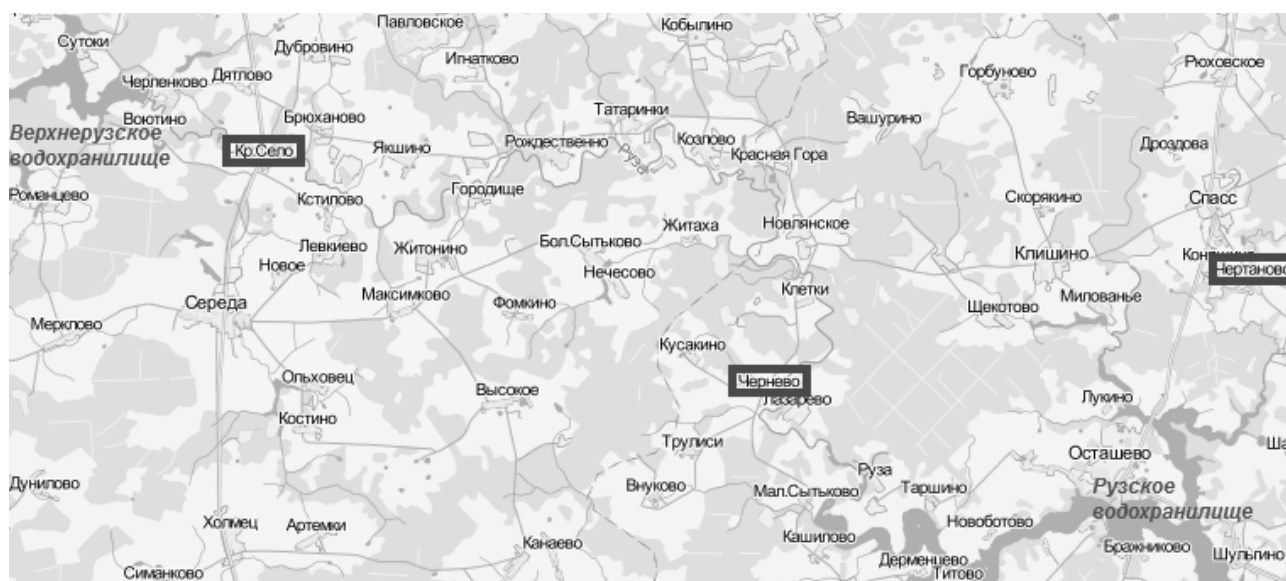 Павловское
Кобылино
Сутоки
Дубровино
Игнатково
Рюховское
Горбуново
Черленково
Дятлово
Татаринки
Воютино
Брюханово
Вашурино
Верхнерузское
водохранилище
Кр.Село
Якшино
Рождественно
Руза
Козлово
Красная Гора
Дроздова
Романцево
Кстилово
Городище
Скорякино
Спасс
Житаха
Новлянское
Левкиево
Житонино
Бол.Сытьково
Клишино
Новое
Нечесово
Чертаново
Середа
Максимково
Фомкино
Клетки
Щекотово
Милованье
Мерклово
Кусакино
Ольховец
Высокое
Чернево
Лазарево
Лукино
Костино
Трулиси
Осташево
Дунилово
Внуково
Мал.Сытьково
Руза
Таршино
Рузское
водохранилище
Холмец
Артемки
Новоботово
Кашилово
Канаево
Бражниково
Шульгино
Дерменцево
Симанково
Титово